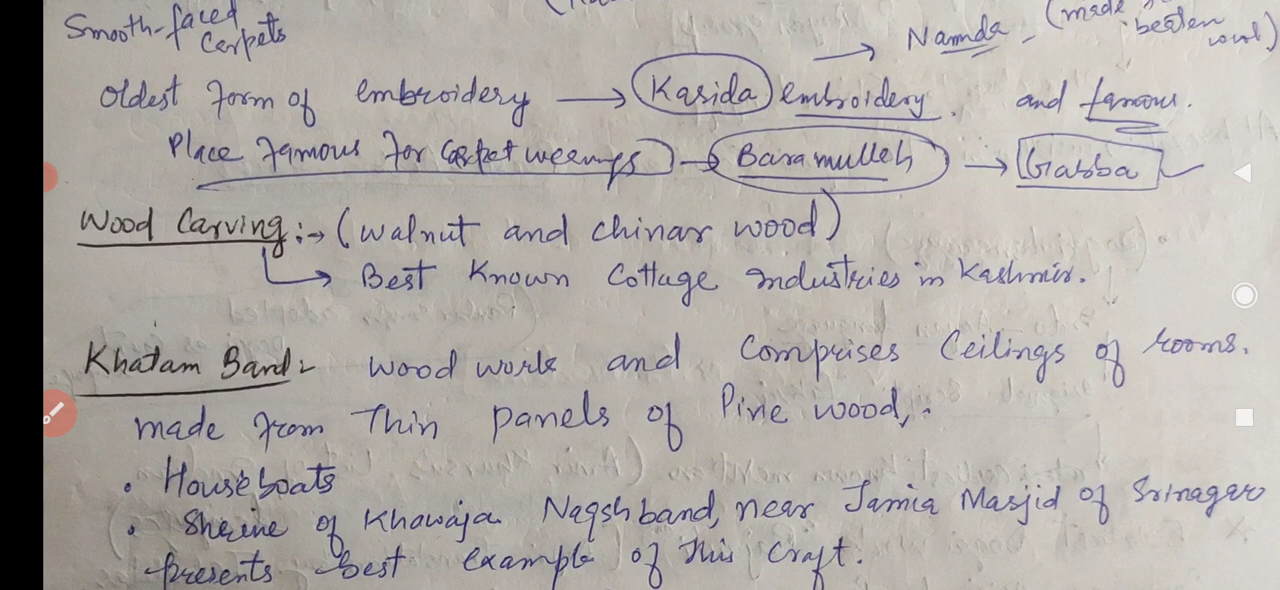 Smooth-faced
Carpets
→ Namda - (made
beaten
wool)
Oldest form of embroidery → Kasida embroidery. and famous.
Place famous for Carpet weevings → Baramulleh → Gabba
Wood Carving :→ (walnut and chinar wood)
→ Best Known Cottage industries in Kashmir.
Khatam Band:- wood work and Comprises Ceilings of rooms.
made from Thin panels of Pine wood,.
• Houseboats
• Shrine of Khawaja Naqshband, near Jamia Masjid of Srinagar
presents best example of this craft.